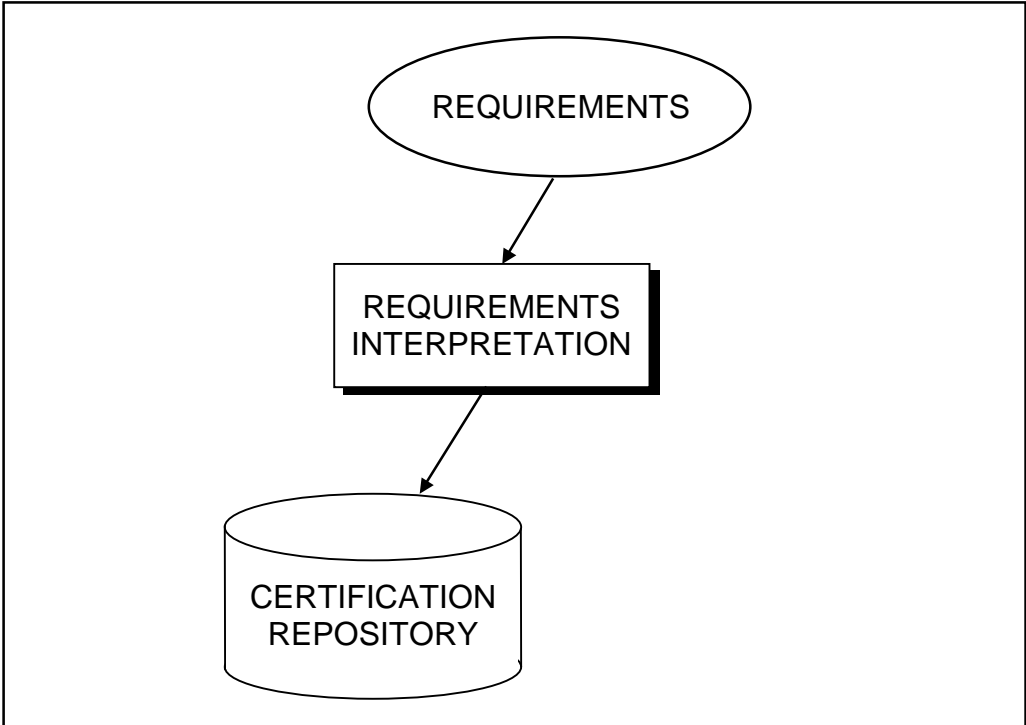 REQUIREMENTS
REQUIREMENTS
INTERPRETATION
CERTIFICATION
REPOSITORY